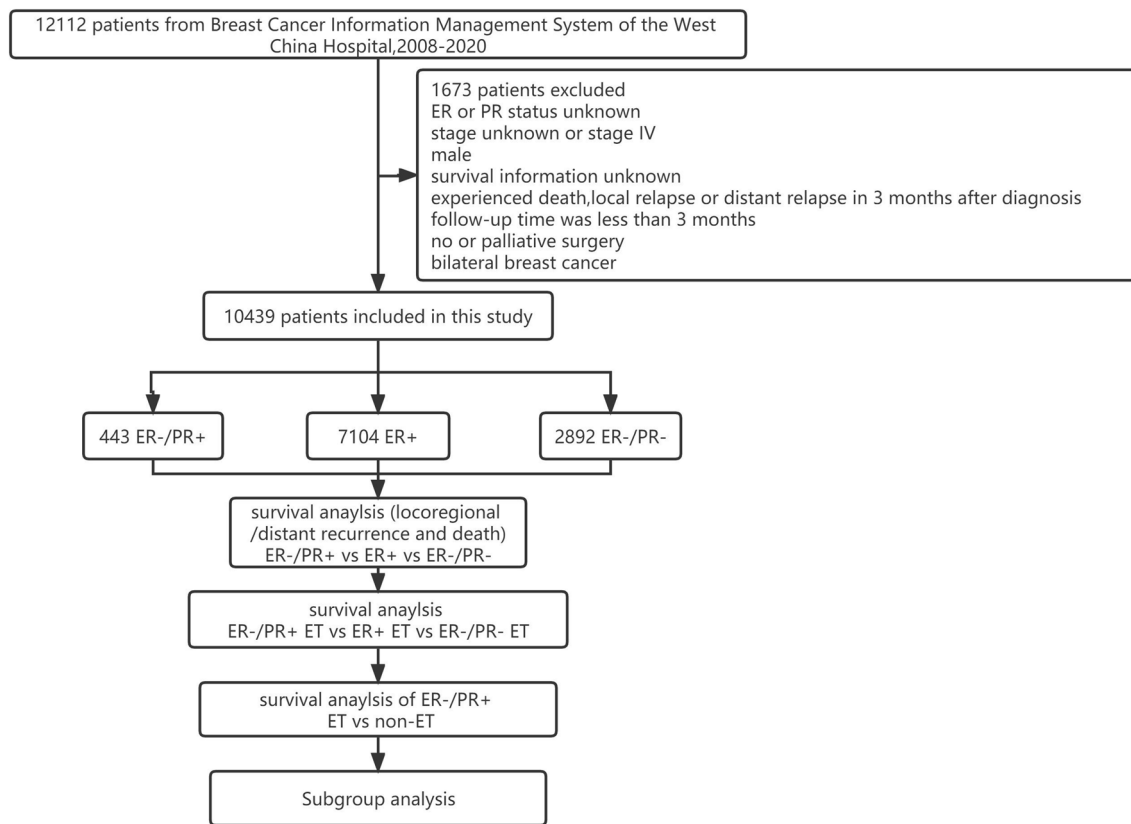 12112 patients from Breast Cancer Information Management System of the West
China Hospital,2008-2020
1673 patients excluded
ER or PR status unknown
stage unknown or stage IV
male
survival information unknown
experienced death,local relapse or distant relapse in 3 months after diagnosis
follow-up time was less than 3 months
no or palliative surgery
bilateral breast cancer
10439 patients included in this study
443 ER-/PR+
7104 ER+
2892 ER-/PR-
survival anaylsis (locoregional
/distant recurrence and death)
ER-/PR+ vs ER+ vs ER-/PR-
survival anaylsis
ER-/PR+ ET vs ER+ ET vs ER-/PR- ET
survival anaylsis of ER-/PR+
ET vs non-ET
Subgroup analysis